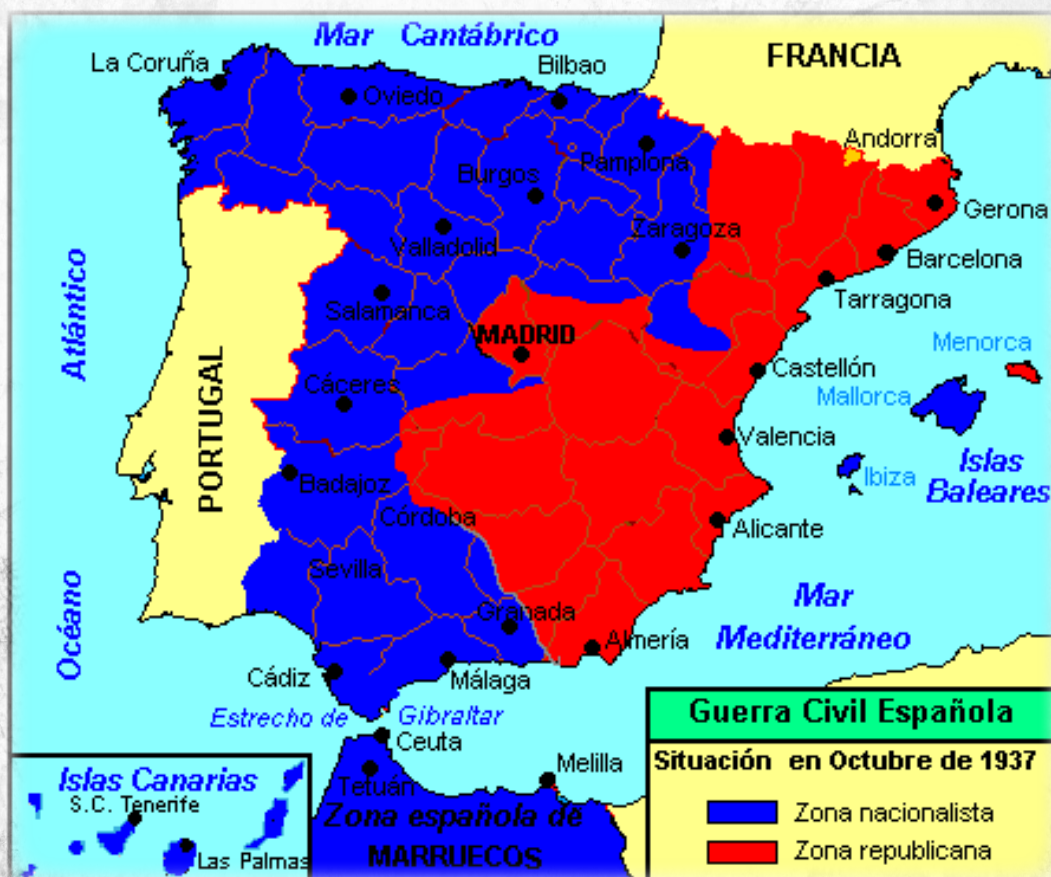 Mar Cantábrico
FRANCIA
La Coruña
Bilbao
Oviedo
Andorra
Pamplona
Burgos
Gerona
Zaragoza
Valladolid
Barcelona
Tarragona
Salamanca
MADRID
Menorca
Castellón
Mallorca
Cáceres
Atlántico
PORTUGAL
Valencia
Ibiza
Islas
Baleares
Badajoz
Córdoba
Alicante
Sevilla
Mar
Mediterráneo
Granada
Almería
Océano
Cádiz
Málaga
Estrecho de Gibraltar
Ceuta
Melilla
Tetuán
Zona española de
MARRUECOS
Islas Canarias
S.C. Tenerife
Las Palmas
Guerra Civil Española
Situación en Octubre de 1937
Zona nacionalista
Zona republicana